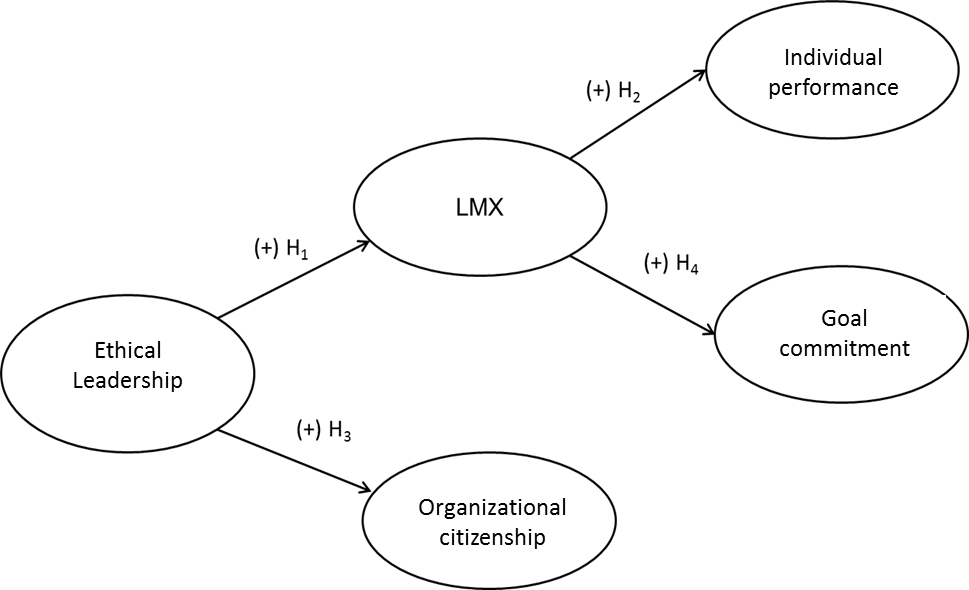 Individual
performance
(+) H₂
LMX
(+) H₁
(+) H₄
Goal
commitment
Ethical
Leadership
(+) H₃
Organizational
citizenship